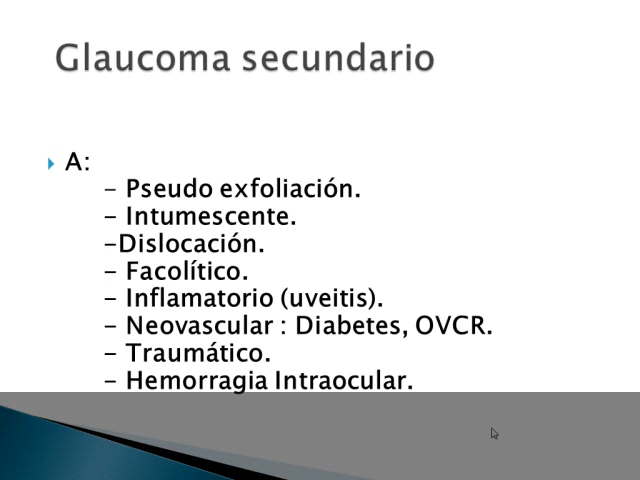 Glaucoma secundario
A:
- Pseudo exfoliación.
- Intumescente.
-Dislocación.
- Facolítico.
- Inflamatorio (uveitis).
- Neovascular : Diabetes, OVCR.
- Traumático.
- Hemorragia Intraocular.